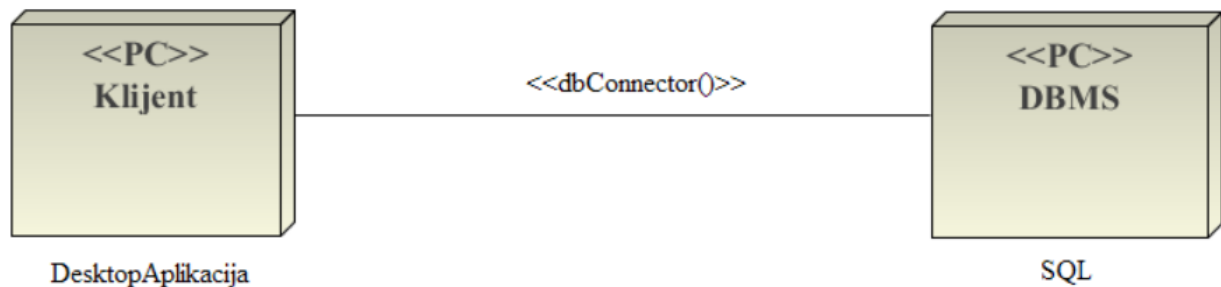 <<PC>>
Klijent
<<dbConnector()>>
<<PC>>
DBMS
DesktopAplikacija
SQL